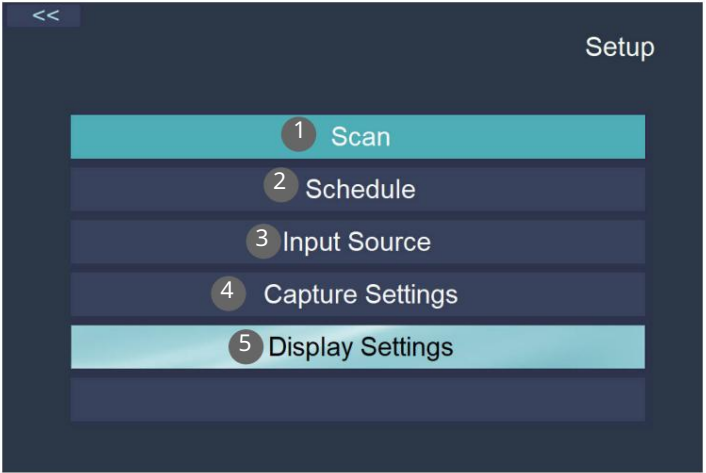 <<
Setup
1 Scan
2 Schedule
3 Input Source
4 Capture Settings
5 Display Settings